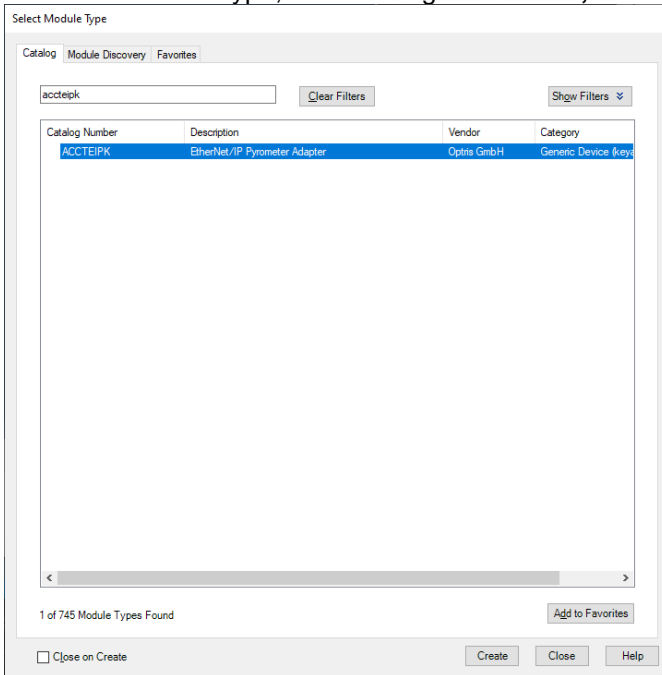 Select Module Type
Catalog Module Discovery Favorites
accteipk Clear Filters Show Filters
Catalog Number Description Vendor Category
ACCTEIPK EtherNet/IP Pyrometer Adapter Optris GmbH Generic Device (keya
1 of 745 Module Types Found Add to Favorites
Close on Create Create Close Help